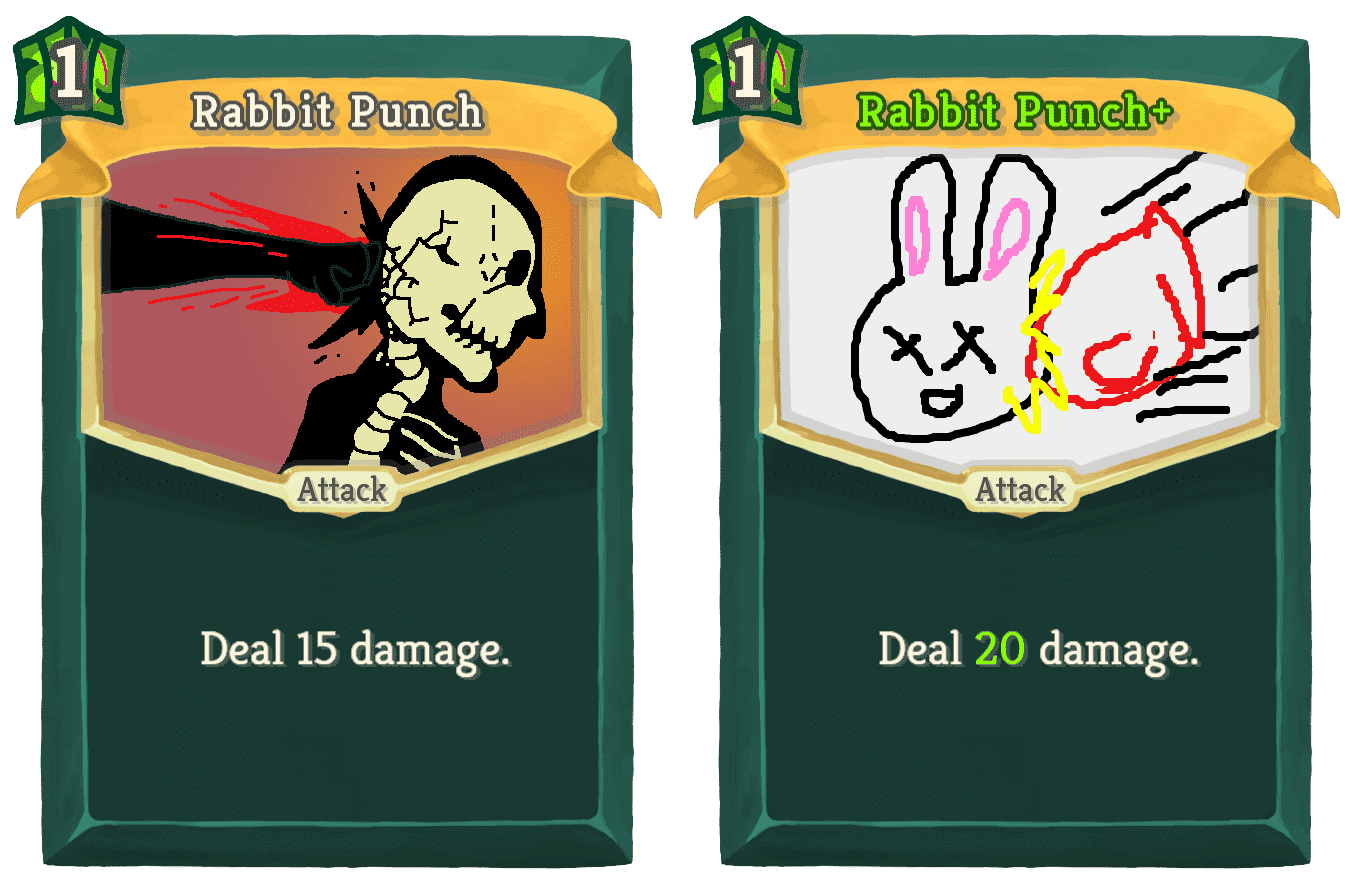 1
Rabbit Punch
Attack
Deal 15 damage.
1
Rabbit Punch+
Attack
Deal 20 damage.